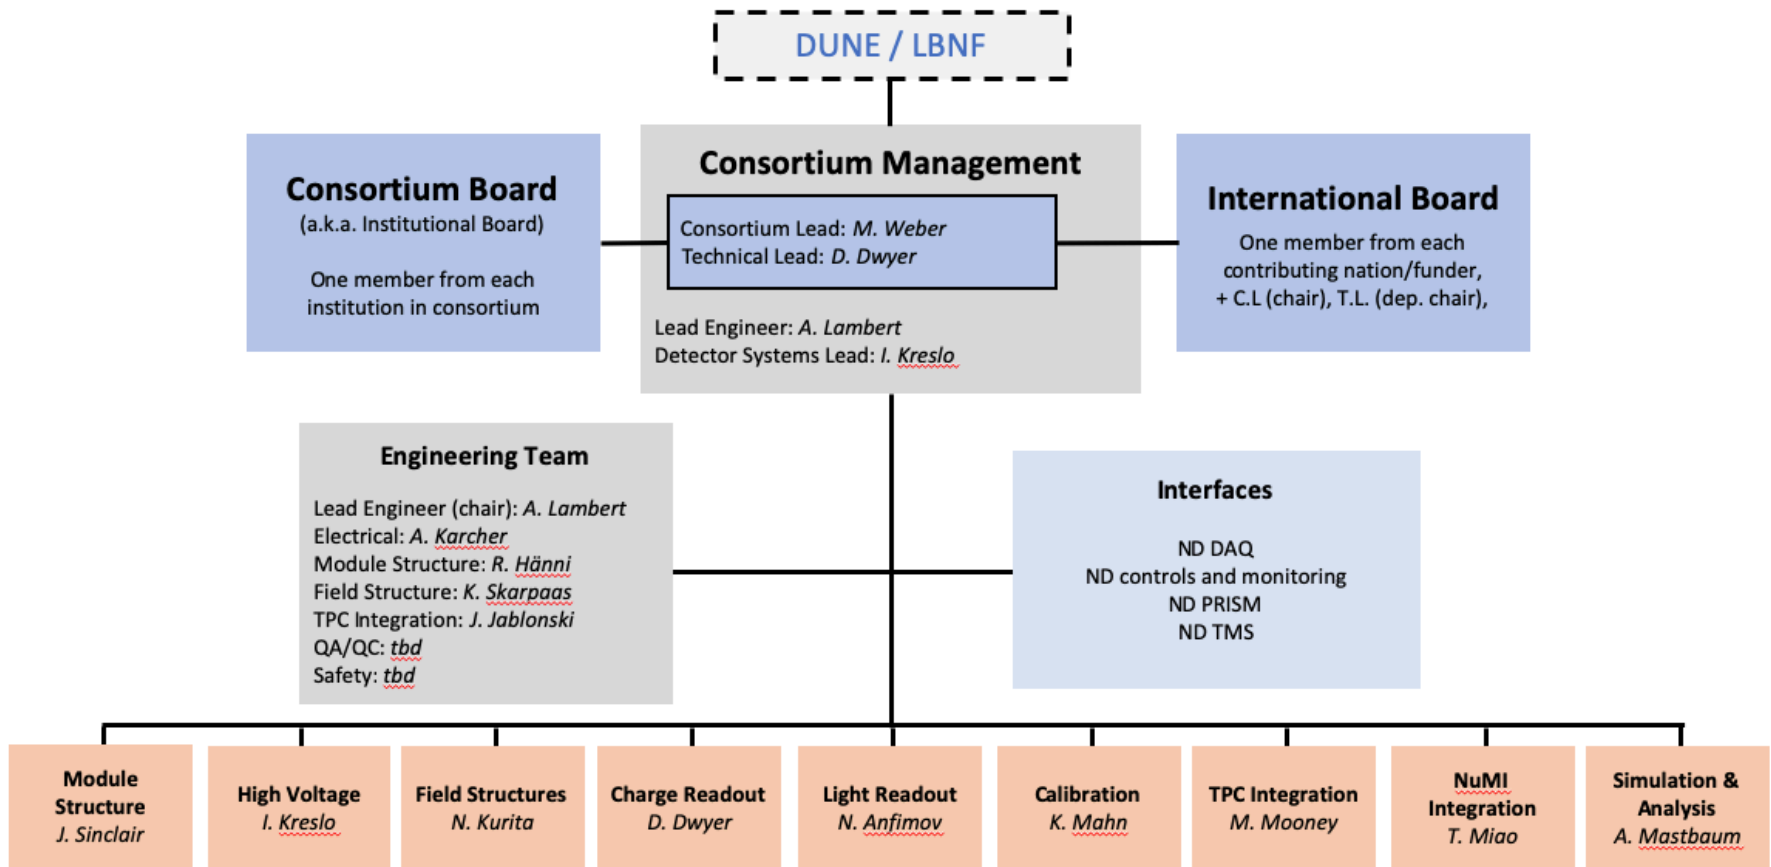 DUNE / LBNF
Consortium Board
(a.k.a. Institutional Board)
One member from each
institution in consortium
Consortium Management
Consortium Lead: M. Weber
Technical Lead: D. Dwyer
Lead Engineer: A. Lambert
Detector Systems Lead: I. Kreslo
International Board
One member from each
contributing nation/funder,
+ C.L (chair), T.L. (dep. chair),
Engineering Team
Lead Engineer (chair): A. Lambert
Electrical: A. Karcher
Module Structure: R. Hänni
Field Structure: K. Skarpaas
TPC Integration: J. Jablonski
QA/QC: tbd
Safety: tbd
Interfaces
ND DAQ
ND controls and monitoring
ND PRISM
ND TMS
Module
Structure
J. Sinclair
High Voltage
I. Kreslo
Field Structures
N. Kurita
Charge Readout
D. Dwyer
Light Readout
N. Anfimov
Calibration
K. Mahn
TPC Integration
M. Mooney
NuMI
Integration
T. Miao
Simulation &
Analysis
A. Mastbaum